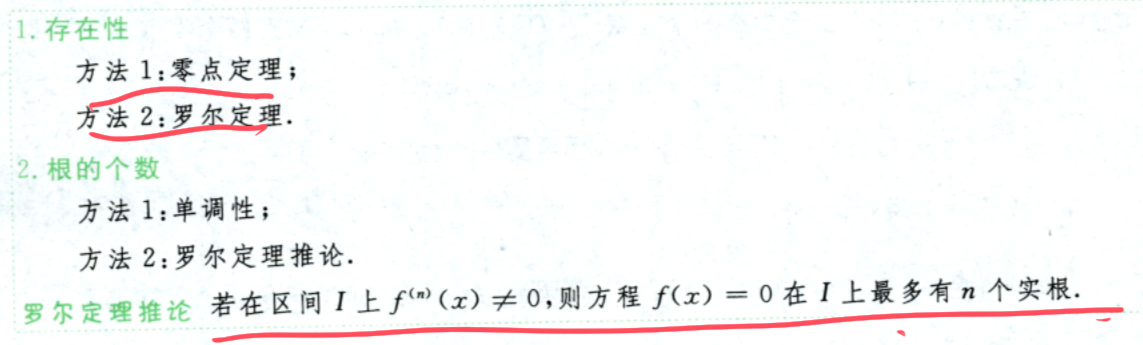 1. 存在性
方法 1:零点定理;
方法 2:罗尔定理.
2. 根的个数
方法 1:单调性;
方法 2:罗尔定理推论.
罗尔定理推论 若在区间 I 上 f⁽ⁿ⁾(x) ≠ 0,则方程 f(x) = 0 在 I 上最多有 n 个实根.